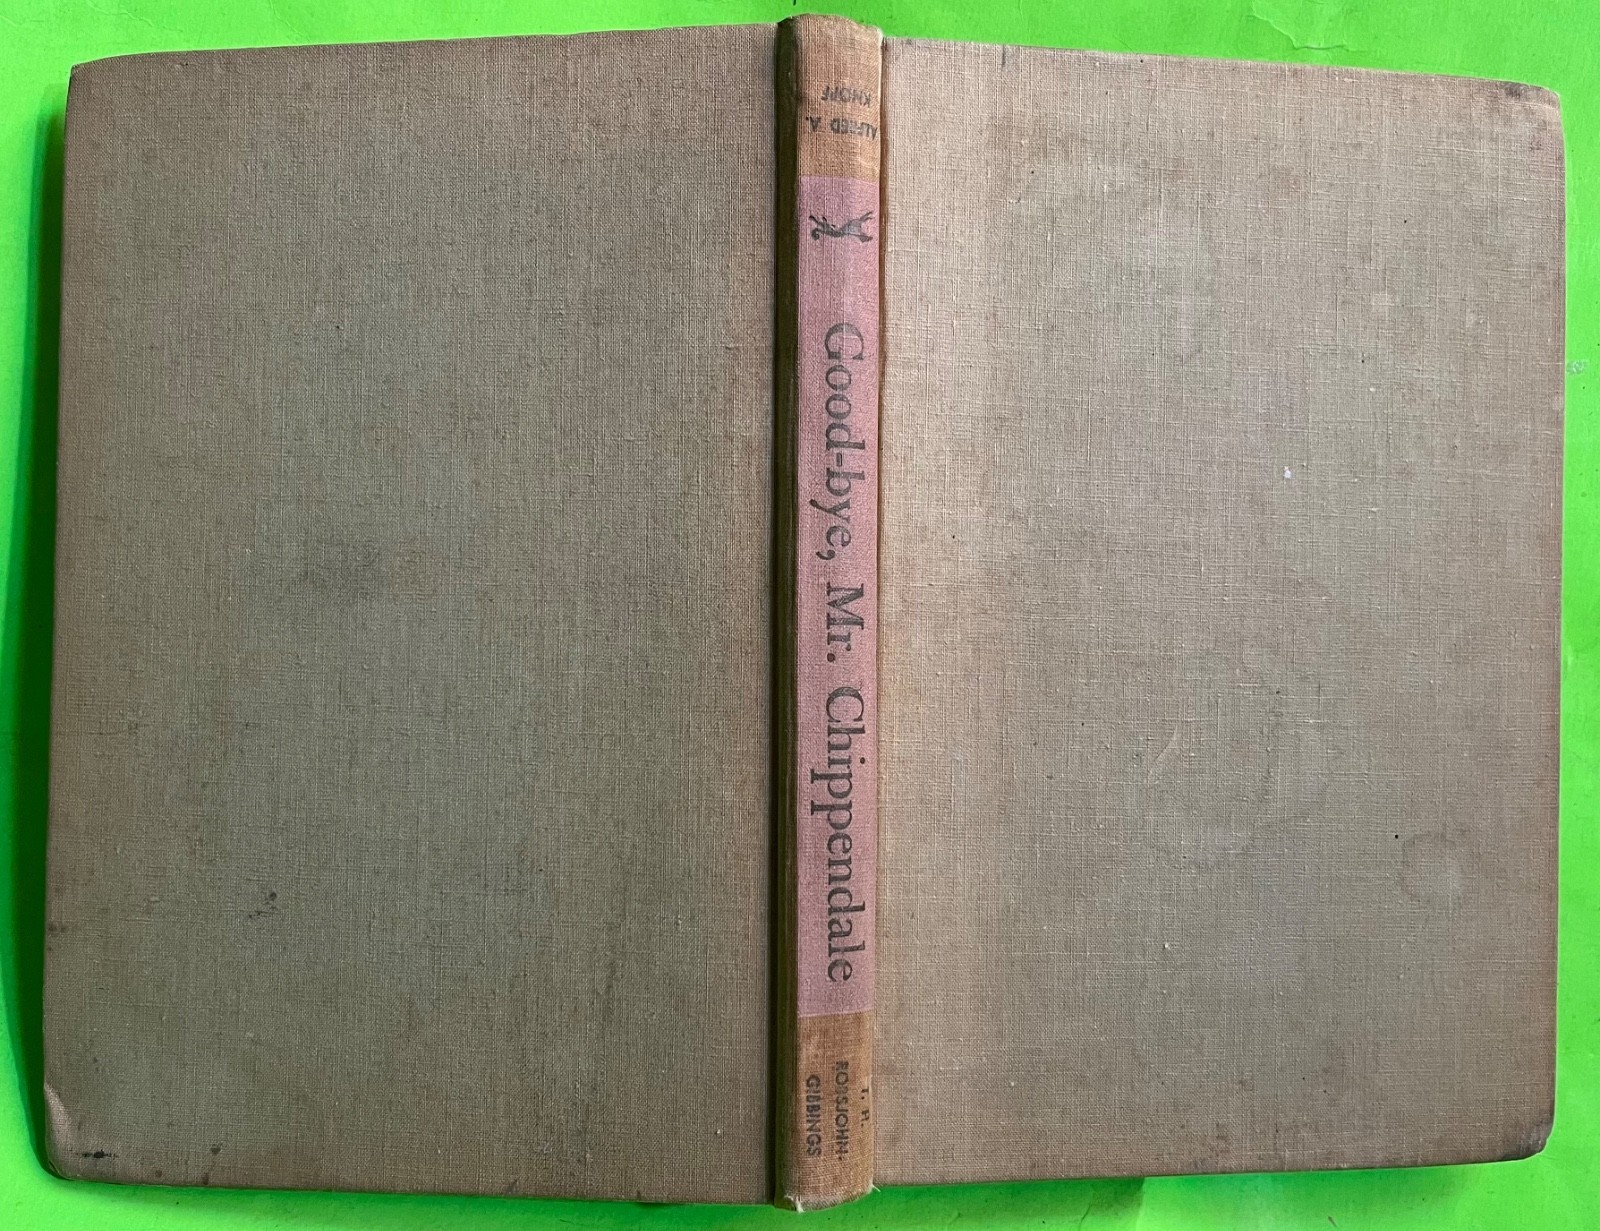 ALFRED A.
KNOPF
Good-bye, Mr. Chippendale
T. H.
ROBSJOHN-
GIBBINGS